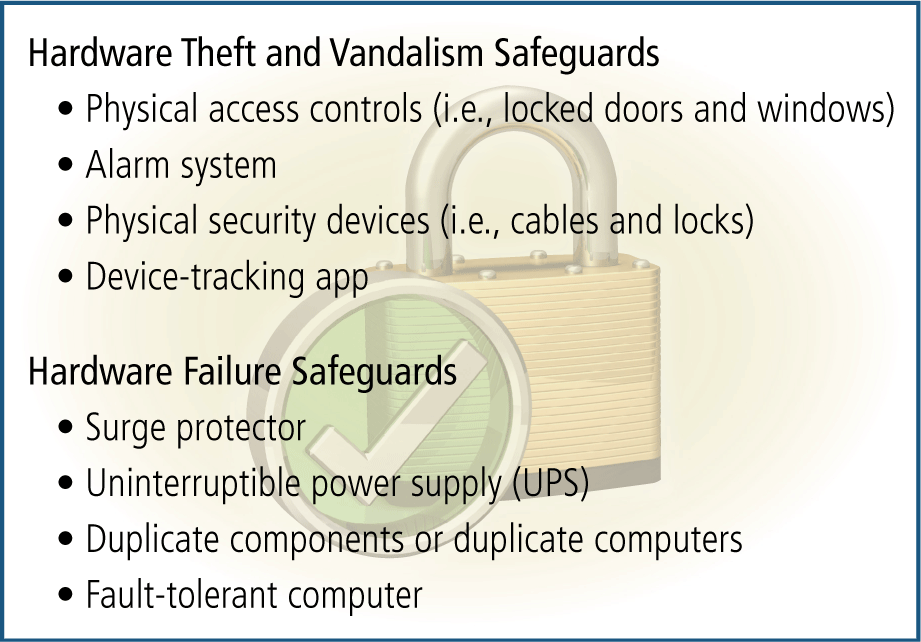 Hardware Theft and Vandalism Safeguards
• Physical access controls (i.e., locked doors and windows)
• Alarm system
• Physical security devices (i.e., cables and locks)
• Device-tracking app
Hardware Failure Safeguards
• Surge protector
• Uninterruptible power supply (UPS)
• Duplicate components or duplicate computers
• Fault-tolerant computer